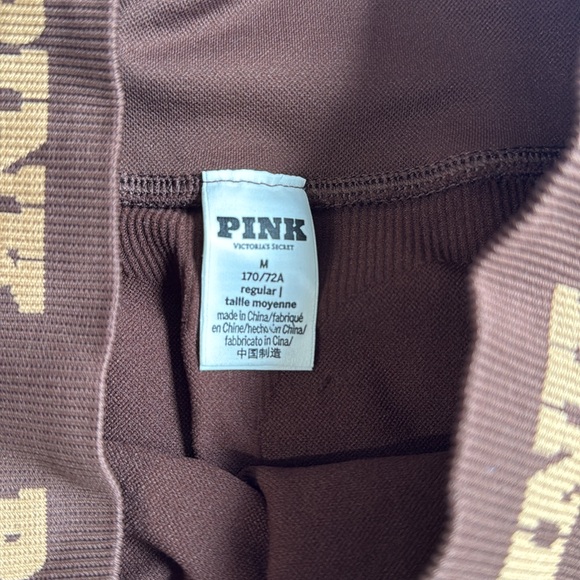 PINK
VICTORIA'S SECRET
M
170/72A
regular |
taille moyenne
made in China/fabriqué
en Chine/hecho en China/
fabbricato in Cina/
中国制造